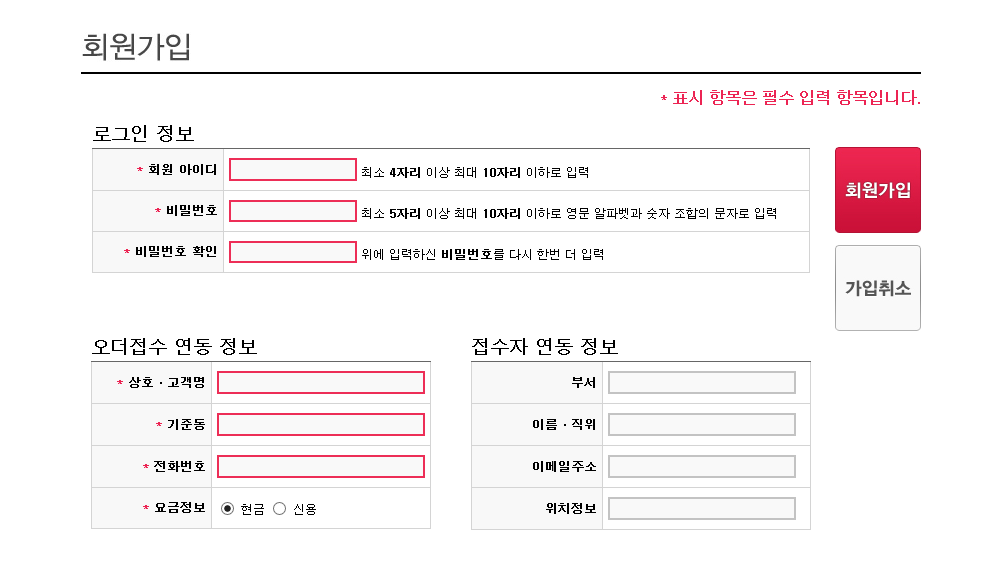 회원가입
* 표시 항목은 필수 입력 항목입니다.
로그인 정보
* 회원 아이디 최소 4자리 이상 최대 10자리 이하로 입력
* 비밀번호 최소 5자리 이상 최대 10자리 이하로 영문 알파벳과 숫자 조합의 문자로 입력
* 비밀번호 확인 위에 입력하신 비밀번호를 다시 한번 더 입력
회원가입
가입취소
오더접수 연동 정보
* 상호 · 고객명
* 기준동
* 전화번호
* 요금정보 현금 신용
접수자 연동 정보
부서
이름 · 직위
이메일주소
위치정보